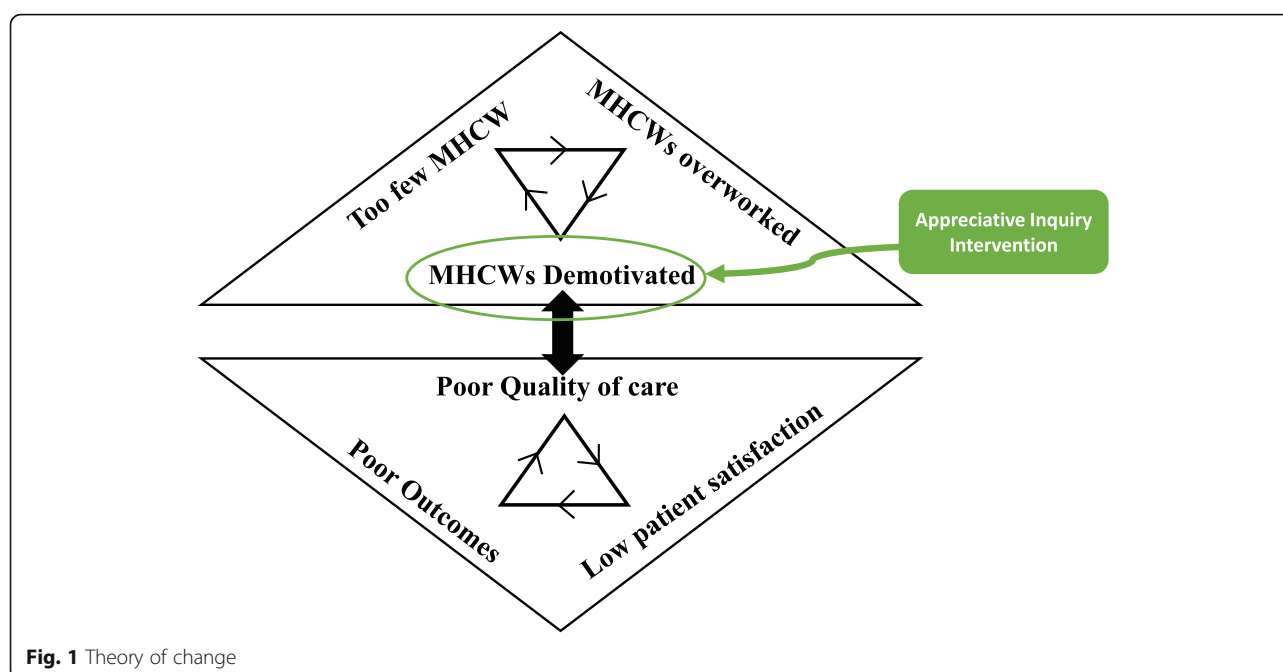 Too few MHCW
MHCWs overworked
MHCWs Demotivated
Appreciative Inquiry
Intervention
Poor Quality of care
Poor Outcomes
Low patient satisfaction
Fig. 1 Theory of change